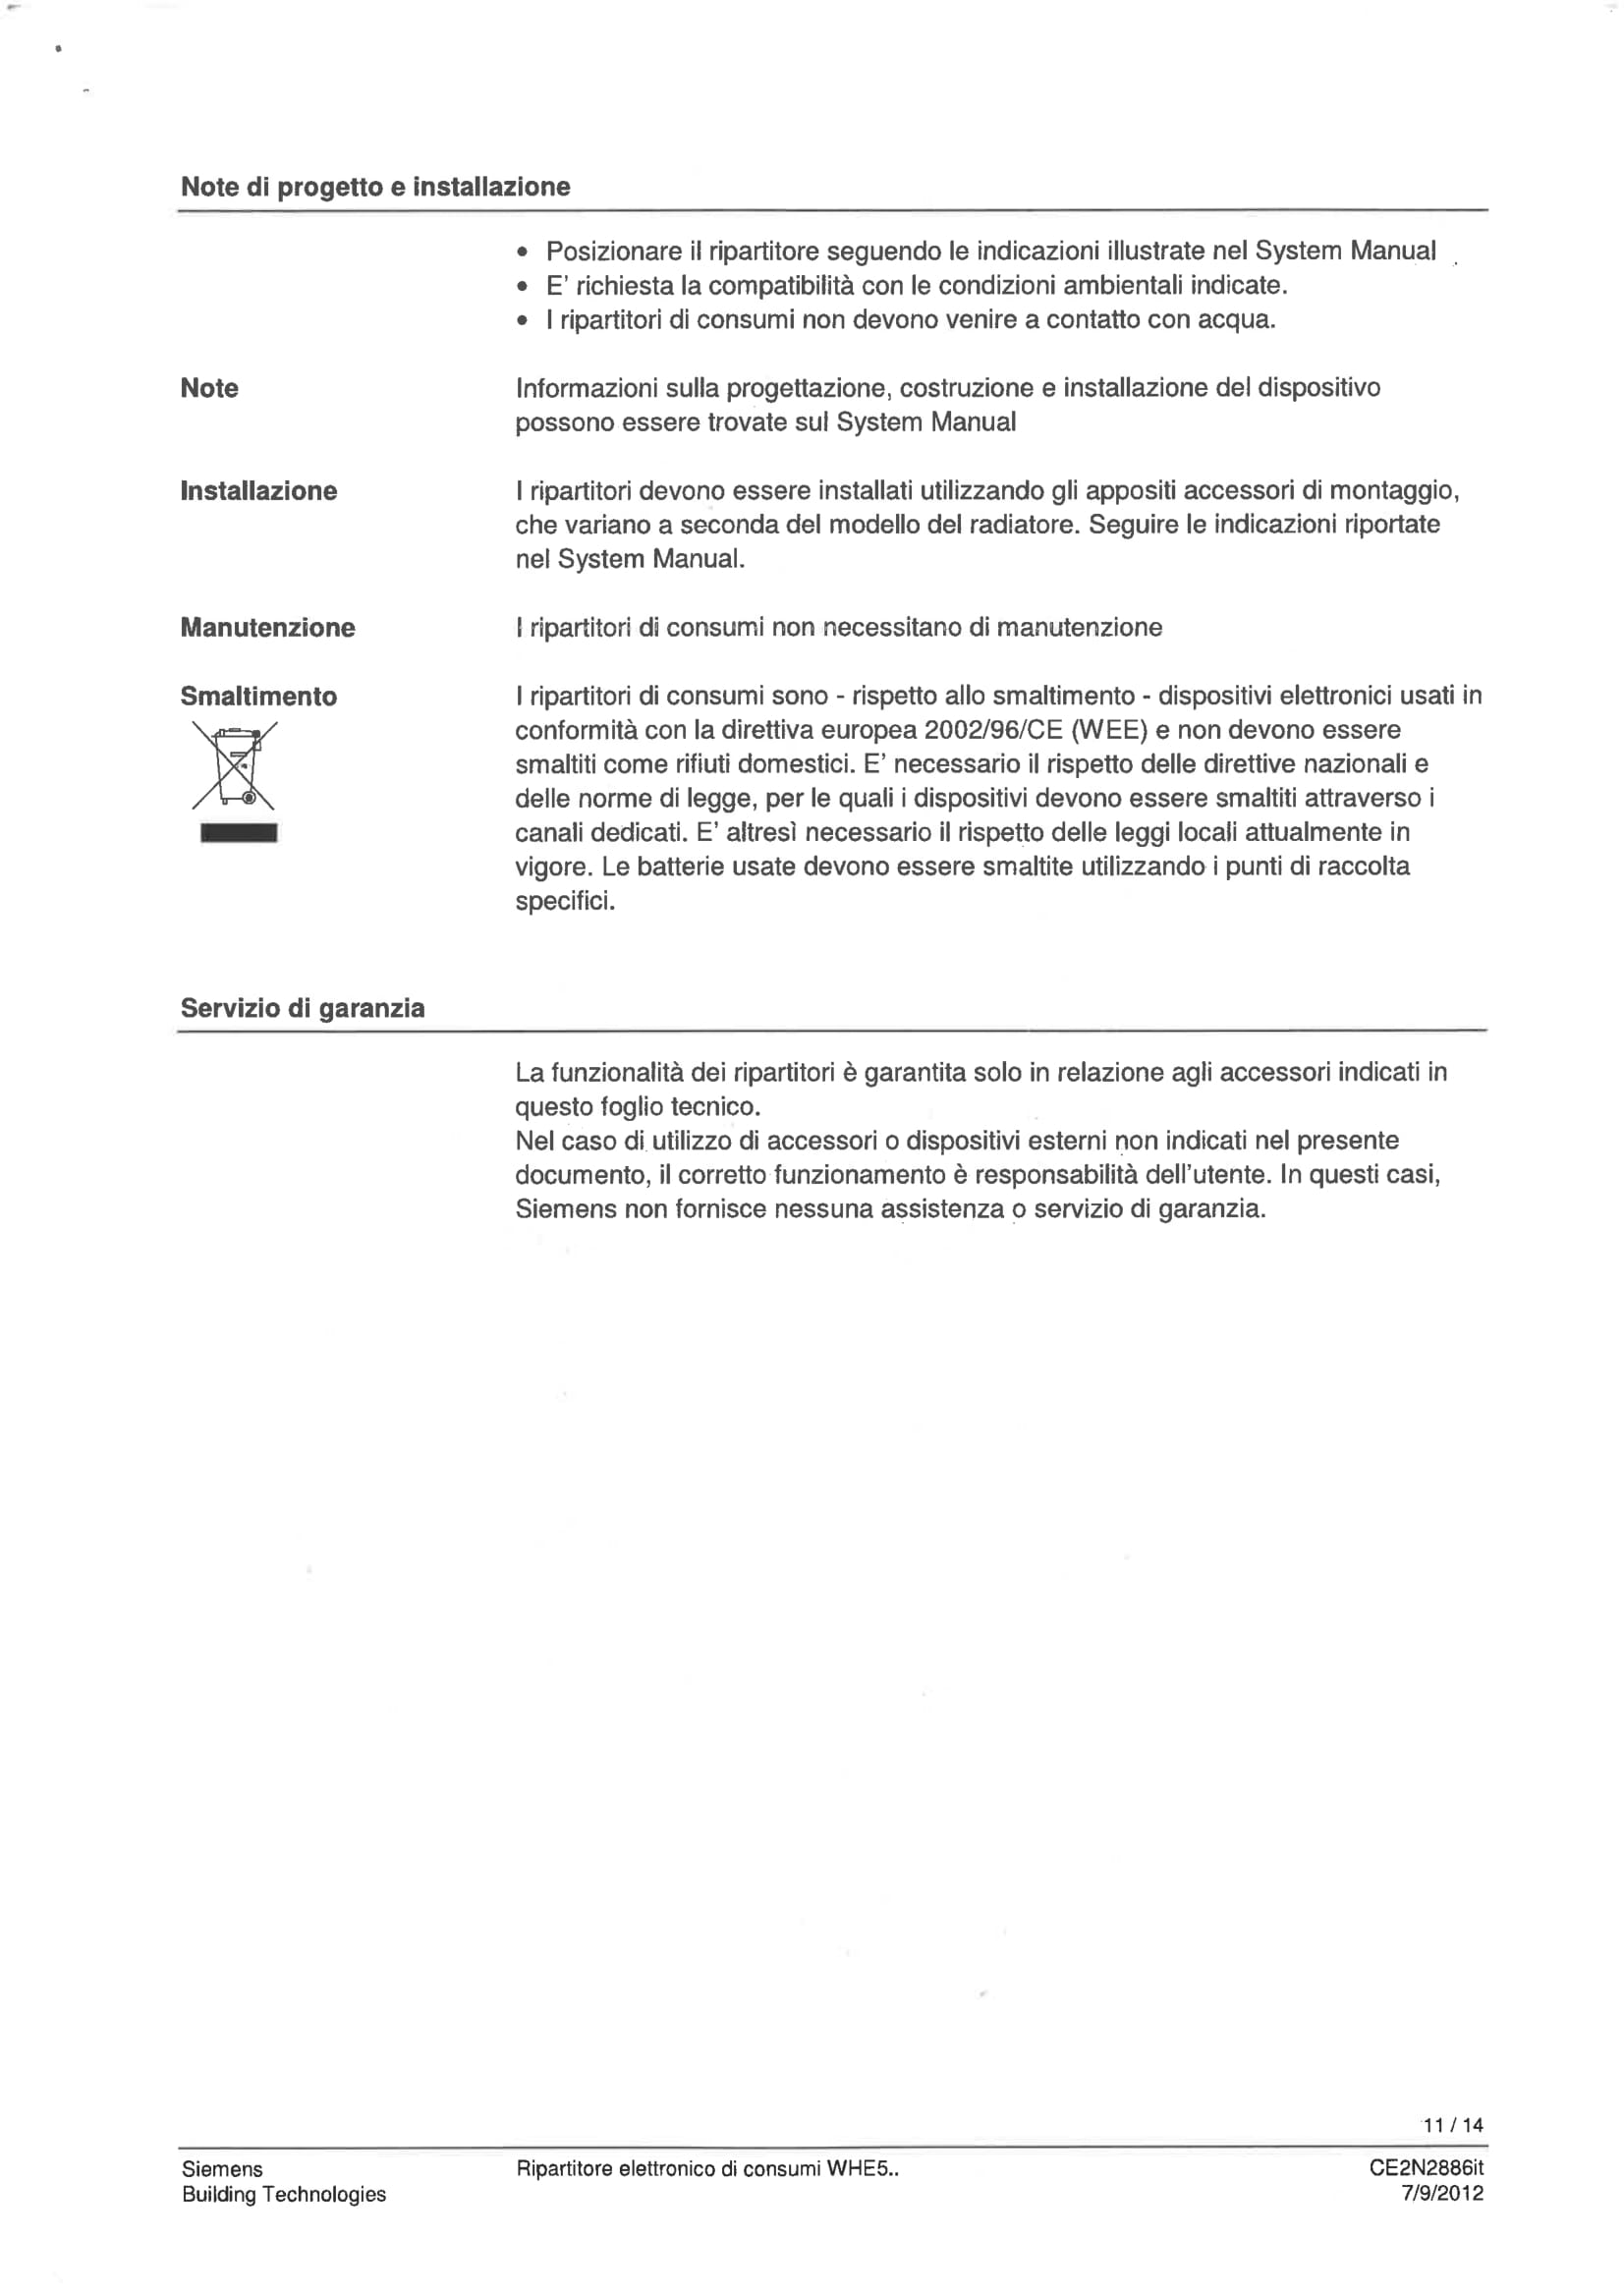 Note di progetto e installazione
• Posizionare il ripartitore seguendo le indicazioni illustrate nel System Manual
• E' richiesta la compatibilità con le condizioni ambientali indicate.
• I ripartitori di consumi non devono venire a contatto con acqua.
Note
Informazioni sulla progettazione, costruzione e installazione del dispositivo
possono essere trovate sul System Manual
Installazione
I ripartitori devono essere installati utilizzando gli appositi accessori di montaggio,
che variano a seconda del modello del radiatore. Seguire le indicazioni riportate
nel System Manual.
Manutenzione
I ripartitori di consumi non necessitano di manutenzione
Smaltimento
I ripartitori di consumi sono - rispetto allo smaltimento - dispositivi elettronici usati in
conformità con la direttiva europea 2002/96/CE (WEE) e non devono essere
smaltiti come rifiuti domestici. E' necessario il rispetto delle direttive nazionali e
delle norme di legge, per le quali i dispositivi devono essere smaltiti attraverso i
canali dedicati. E' altresì necessario il rispetto delle leggi locali attualmente in
vigore. Le batterie usate devono essere smaltite utilizzando i punti di raccolta
specifici.
Servizio di garanzia
La funzionalità dei ripartitori è garantita solo in relazione agli accessori indicati in
questo foglio tecnico.
Nel caso di utilizzo di accessori o dispositivi esterni non indicati nel presente
documento, il corretto funzionamento è responsabilità dell'utente. In questi casi,
Siemens non fornisce nessuna assistenza o servizio di garanzia.
11 / 14
Siemens
Building Technologies
Ripartitore elettronico di consumi WHE5..
CE2N2886it
7/9/2012